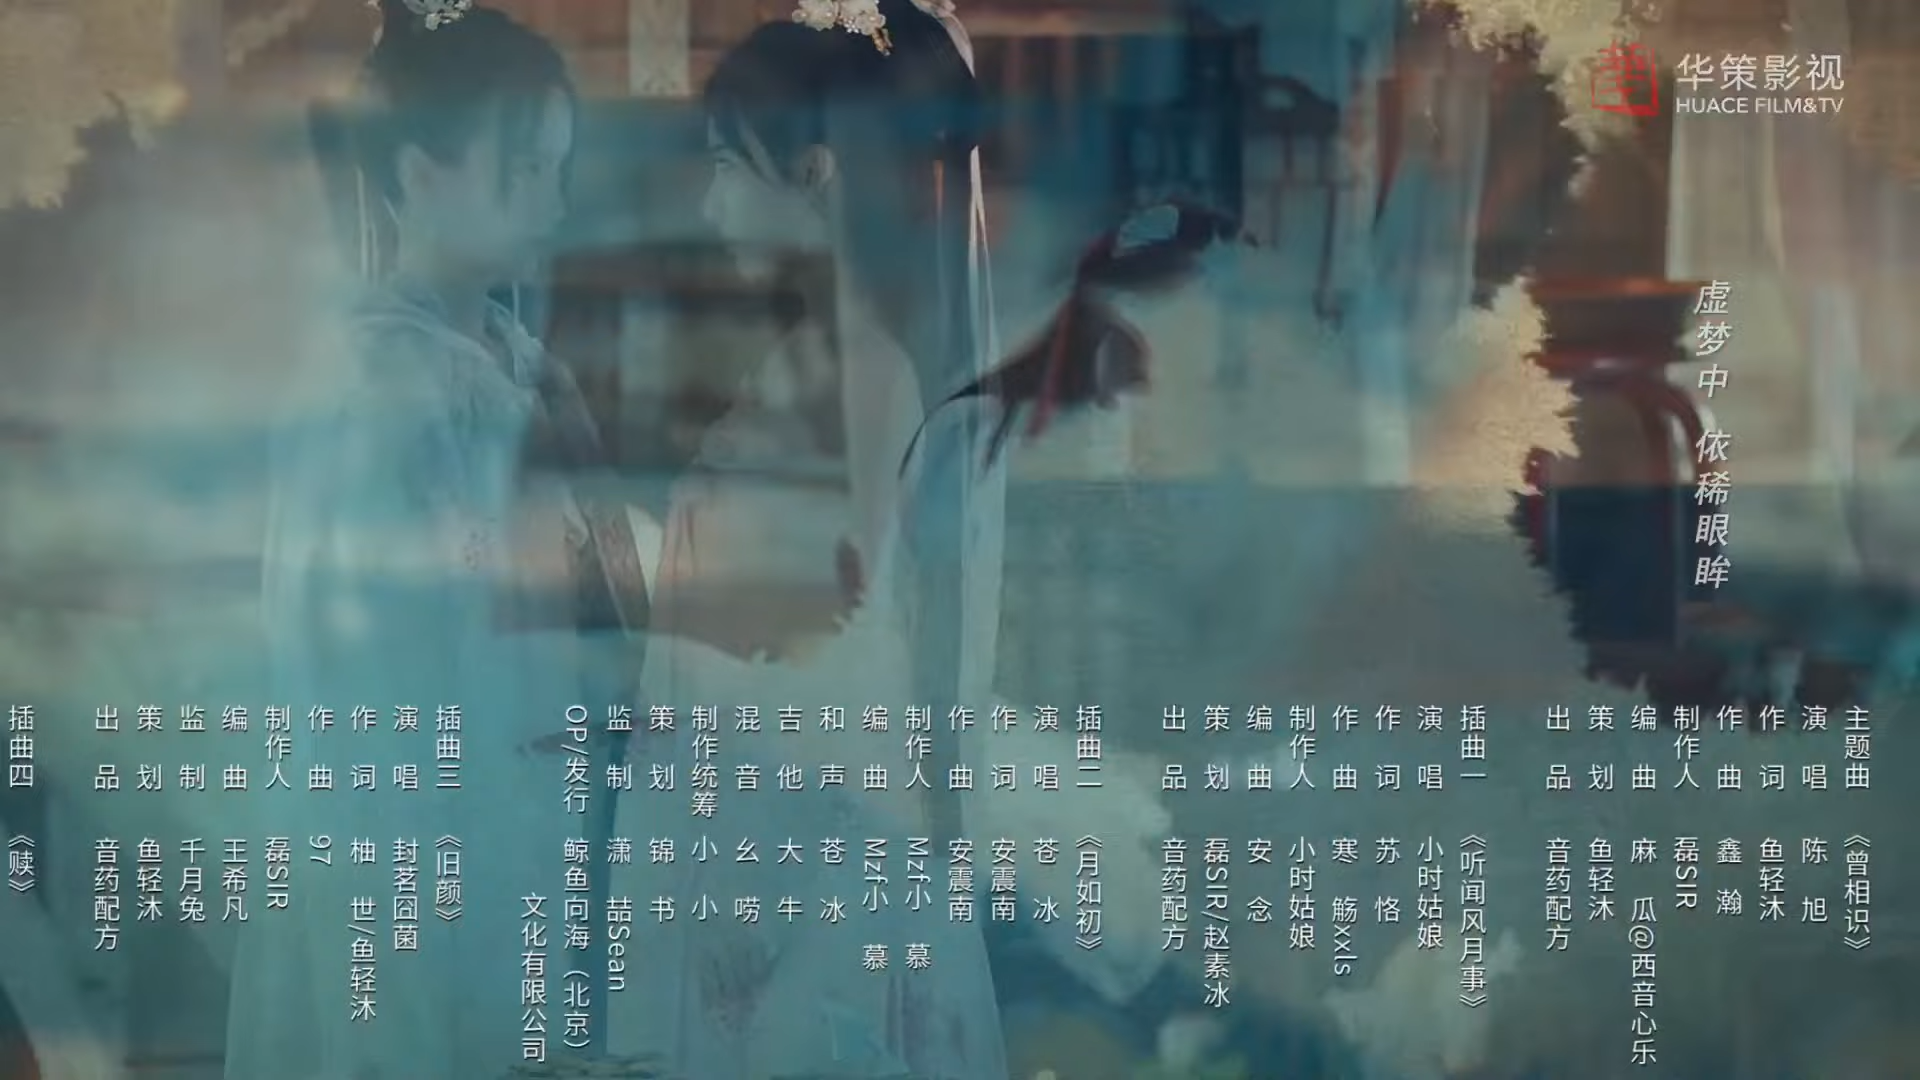 华策影视
HUACE FILM&TV
虚梦中 依稀眼眸
主题曲 《曾相识》
演唱 陈旭
作词 鱼轻沐
作曲 鑫瀚
制作人 磊SIR
编曲 麻瓜@西音心乐
策划 鱼轻沐
出品 音药配方
插曲一 《听闻风月事》
演唱 小时姑娘
作词 苏恪
作曲 寒觞xxls
制作人 小时姑娘
编曲 安念
策划 磊SIR/赵素冰
出品 音药配方
插曲二 《月如初》
演唱 苍冰
作词 安震南
作曲 安震南
制作人 Mzf小慕
编曲 Mzf小慕
和声 苍冰
吉他 大牛
混音 幺唠
制作统筹 小小
策划 锦书
监制 潇喆Sean
OP/发行 鲸鱼向海（北京）
文化有限公司
插曲三 《旧颜》
演唱 封茗囧菌
作词 柚世/鱼轻沐
作曲 97
制作人 磊SIR
编曲 王希凡
监制 千月兔
策划 鱼轻沐
出品 音药配方
插曲四 《赎》